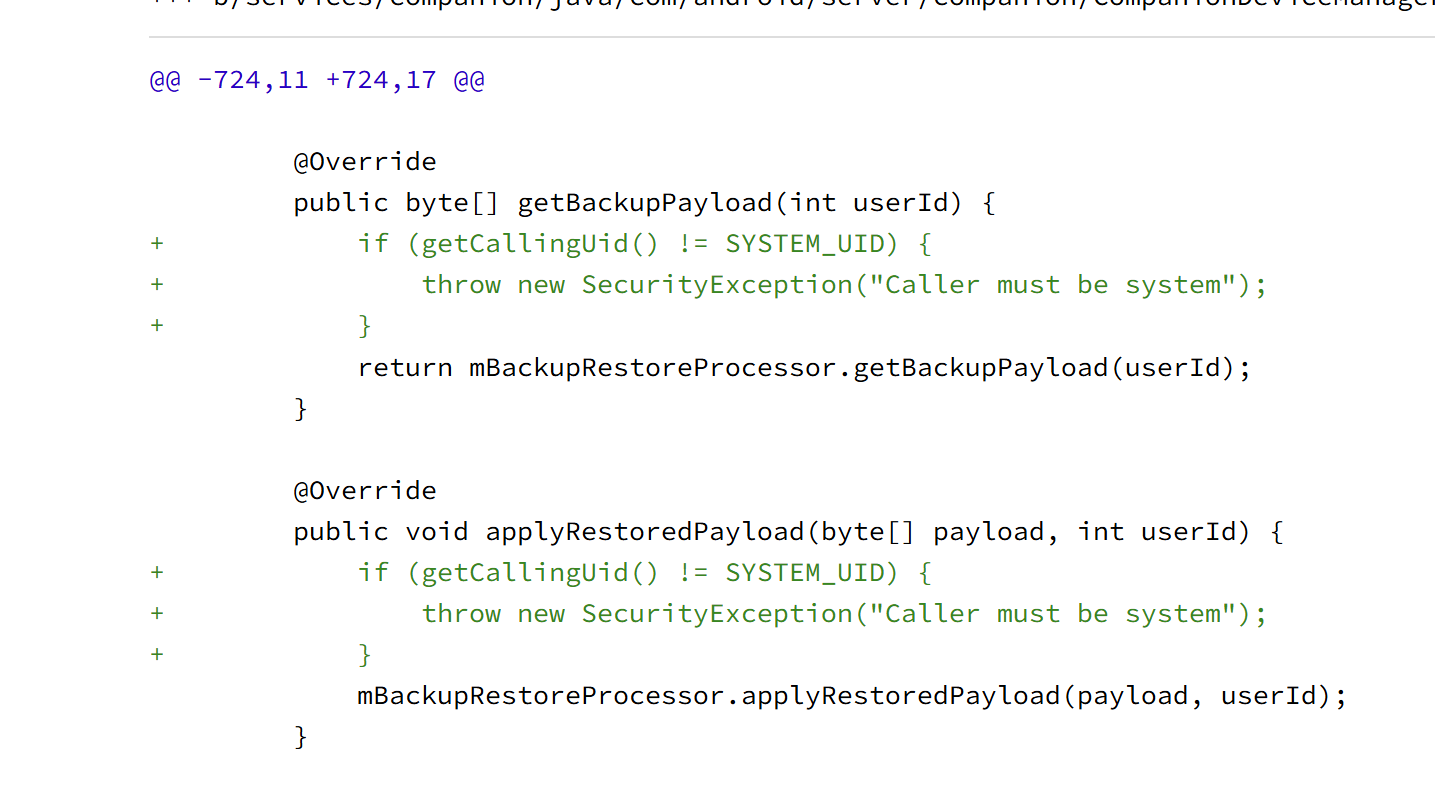 +++ b/services/companion/java/com/android/server/companion/CompanionDeviceManager
@@ -724,11 +724,17 @@
@Override
public byte[] getBackupPayload(int userId) {
+ if (getCallingUid() != SYSTEM_UID) {
+ throw new SecurityException("Caller must be system");
+ }
return mBackupRestoreProcessor.getBackupPayload(userId);
}
@Override
public void applyRestoredPayload(byte[] payload, int userId) {
+ if (getCallingUid() != SYSTEM_UID) {
+ throw new SecurityException("Caller must be system");
+ }
mBackupRestoreProcessor.applyRestoredPayload(payload, userId);
}